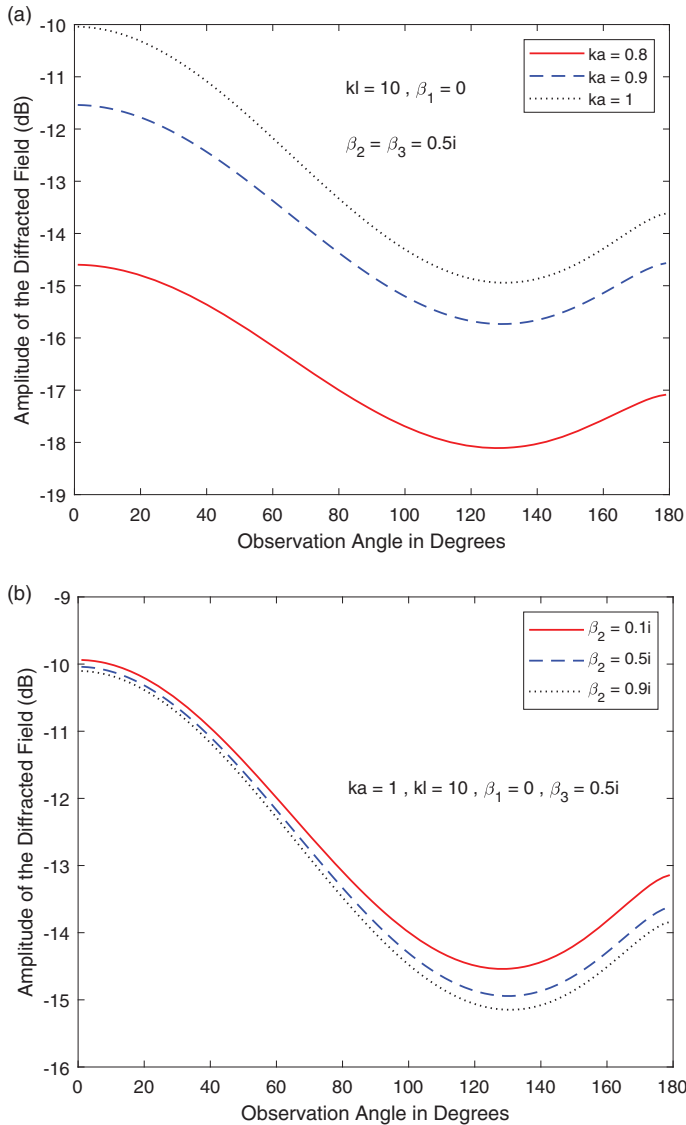 (a)
-10
-11
-12
-13
-14
-15
-16
-17
-18
-19
Amplitude of the Diffracted Field (dB)
kl = 10 , β₁ = 0
β₂ = β₃ = 0.5i
ka = 0.8
ka = 0.9
ka = 1
0 20 40 60 80 100 120 140 160 180
Observation Angle in Degrees
(b)
-9
-10
-11
-12
-13
-14
-15
-16
Amplitude of the Diffracted Field (dB)
β₂ = 0.1i
β₂ = 0.5i
β₂ = 0.9i
ka = 1 , kl = 10 , β₁ = 0 , β₃ = 0.5i
0 20 40 60 80 100 120 140 160 180
Observation Angle in Degrees